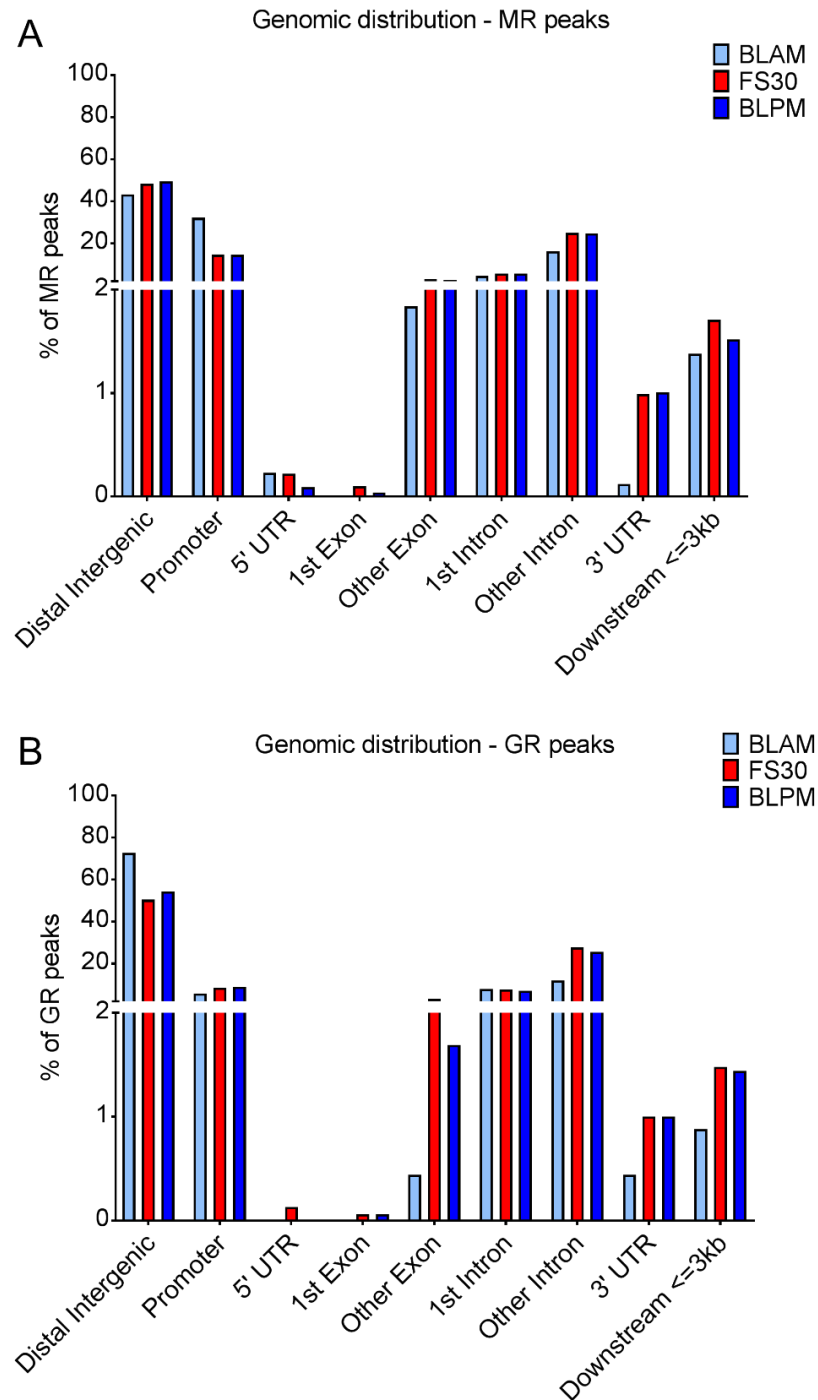 A
Genomic distribution - MR peaks
BLAM
FS30
BLPM
% of MR peaks
100
80
60
40
20
2
1
0
Distal Intergenic
Promoter
5' UTR
1st Exon
Other Exon
1st Intron
Other Intron
3' UTR
Downstream <=3kb
B
Genomic distribution - GR peaks
BLAM
FS30
BLPM
% of GR peaks
100
80
60
40
20
2
1
0
Distal Intergenic
Promoter
5' UTR
1st Exon
Other Exon
1st Intron
Other Intron
3' UTR
Downstream <=3kb